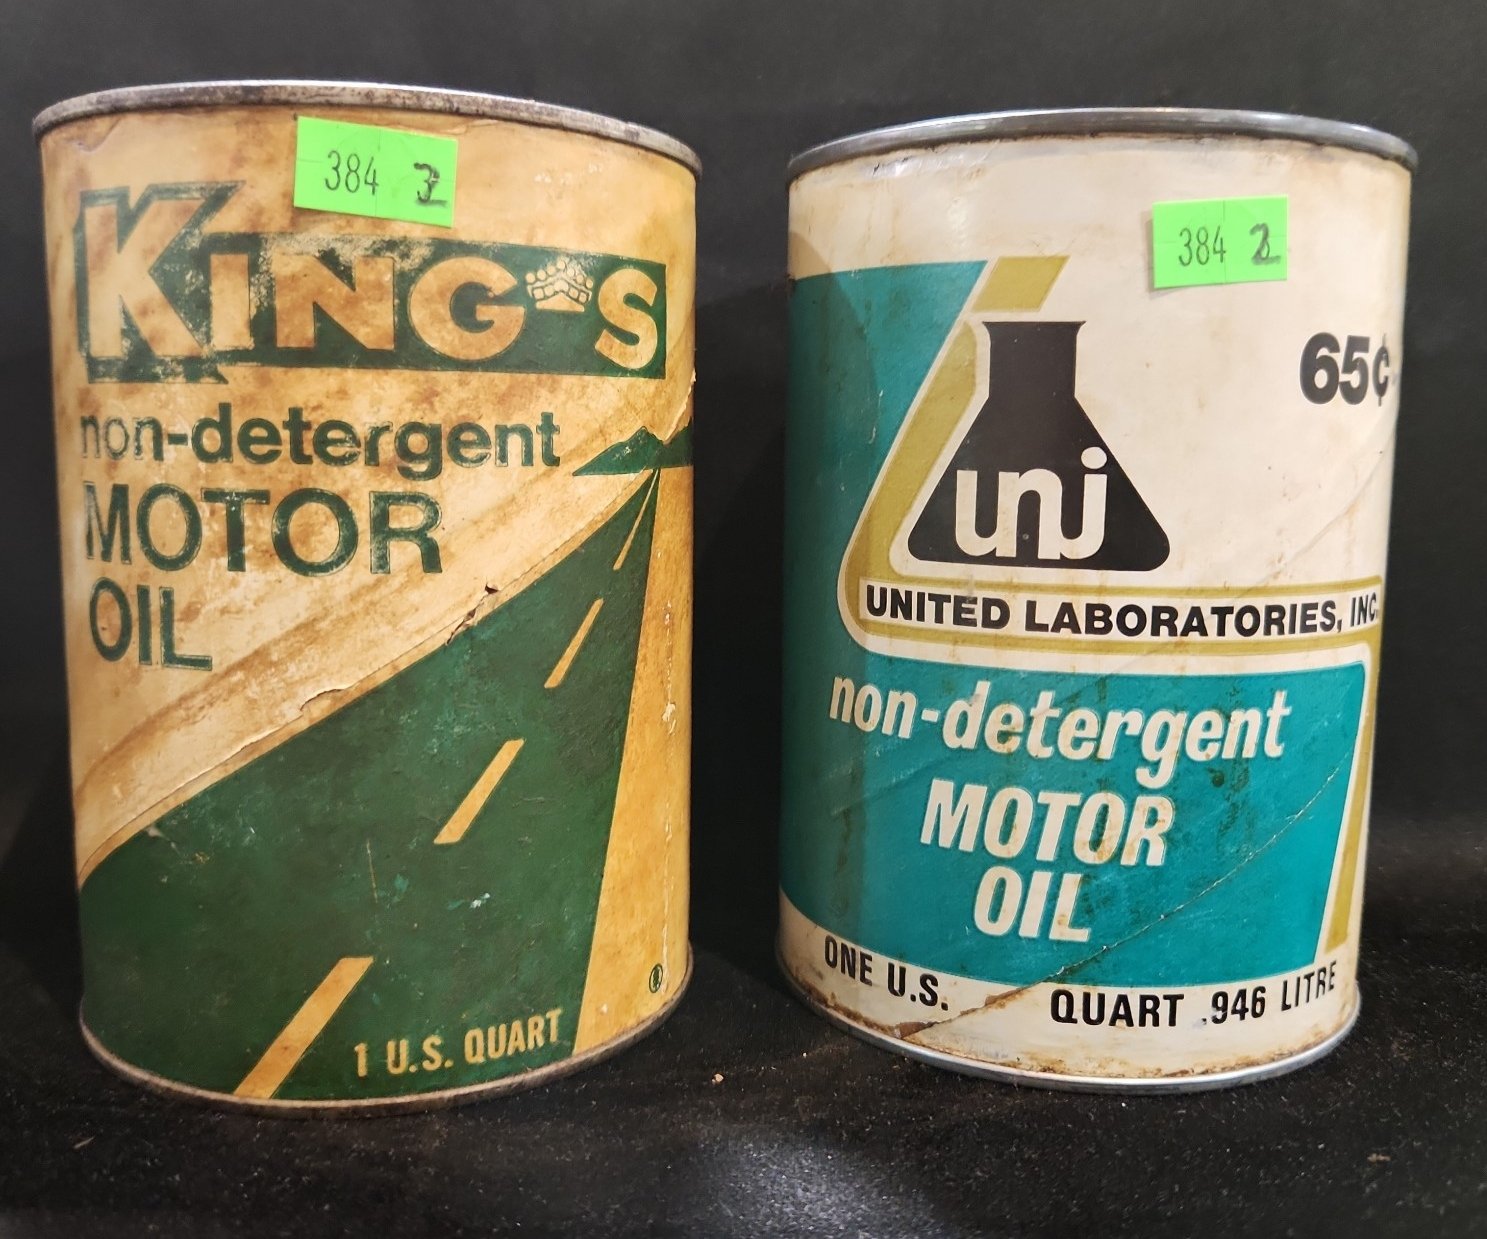 384 2
KING'S
non-detergent
MOTOR
OIL
1 U.S. QUART
384 2
65¢
unj
UNITED LABORATORIES, INC.
non-detergent
MOTOR
OIL
ONE U.S. QUART .946 LITRE